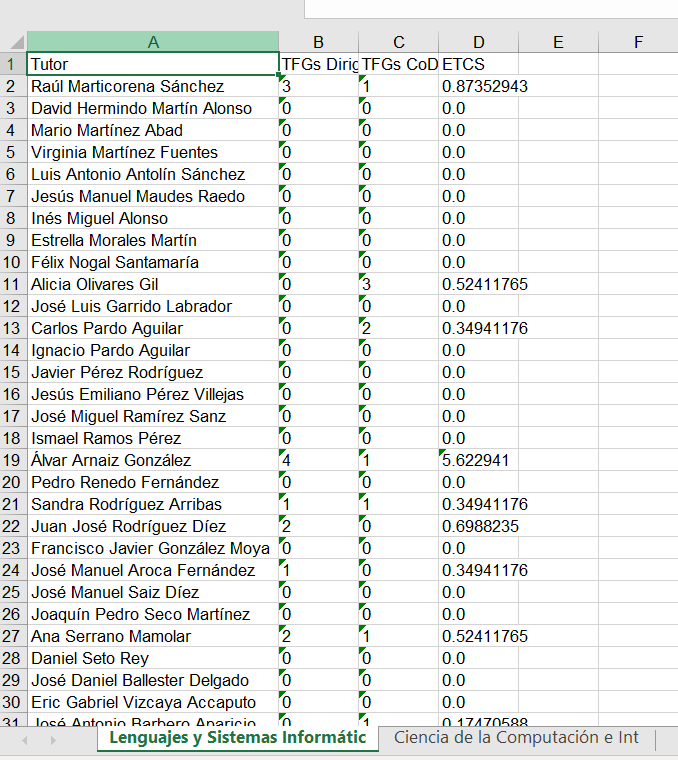 A B C D E F
1 Tutor TFGs Dirig TFGs CoD ETCS
2 Raúl Marticorena Sánchez 3 1 0.87352943
3 David Hermindo Martín Alonso 0 0 0.0
4 Mario Martínez Abad 0 0 0.0
5 Virginia Martínez Fuentes 0 0 0.0
6 Luis Antonio Antolín Sánchez 0 0 0.0
7 Jesús Manuel Maudes Raedo 0 0 0.0
8 Inés Miguel Alonso 0 0 0.0
9 Estrella Morales Martín 0 0 0.0
10 Félix Nogal Santamaría 0 0 0.0
11 Alicia Olivares Gil 0 3 0.52411765
12 José Luis Garrido Labrador 0 0 0.0
13 Carlos Pardo Aguilar 0 2 0.34941176
14 Ignacio Pardo Aguilar 0 0 0.0
15 Javier Pérez Rodríguez 0 0 0.0
16 Jesús Emiliano Pérez Villejas 0 0 0.0
17 José Miguel Ramírez Sanz 0 0 0.0
18 Ismael Ramos Pérez 0 0 0.0
19 Álvar Arnaiz González 4 1 5.622941
20 Pedro Renedo Fernández 0 0 0.0
21 Sandra Rodríguez Arribas 1 1 0.34941176
22 Juan José Rodríguez Díez 2 0 0.6988235
23 Francisco Javier González Moya 0 0 0.0
24 José Manuel Aroca Fernández 1 0 0.34941176
25 José Manuel Saiz Díez 0 0 0.0
26 Joaquín Pedro Seco Martínez 0 0 0.0
27 Ana Serrano Mamolar 2 1 0.52411765
28 Daniel Seto Rey 0 0 0.0
29 José Daniel Ballester Delgado 0 0 0.0
30 Eric Gabriel Vizcaya Accaputo 0 0 0.0
31 José Antonio Barbero Aparicio 0 1 0.17470588
Lenguajes y Sistemas Informátic Ciencia de la Computación e Int